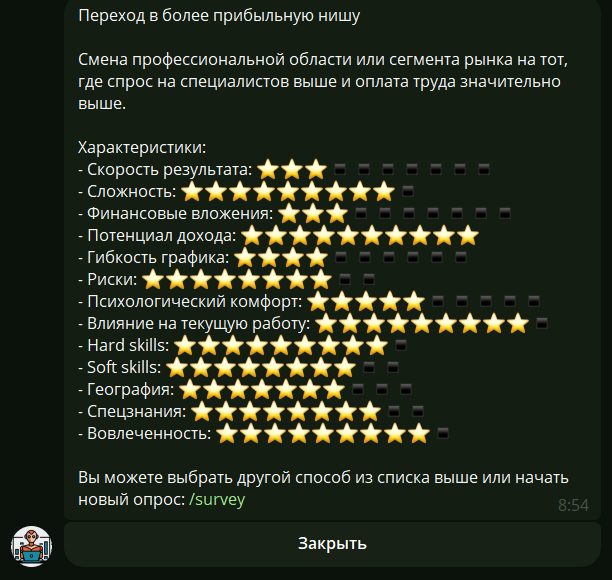 Переход в более прибыльную нишу
Смена профессиональной области или сегмента рынка на тот,
где спрос на специалистов выше и оплата труда значительно
выше.
Характеристики:
- Скорость результата: ⭐⭐⭐▪▪▪▪▪▪▪
- Сложность: ⭐⭐⭐⭐⭐⭐⭐⭐⭐▪
- Финансовые вложения: ⭐⭐⭐▪▪▪▪▪▪▪
- Потенциал дохода: ⭐⭐⭐⭐⭐⭐⭐⭐⭐⭐
- Гибкость графика: ⭐⭐⭐⭐▪▪▪▪▪▪
- Риски: ⭐⭐⭐⭐⭐⭐⭐⭐▪▪
- Психологический комфорт: ⭐⭐⭐⭐⭐▪▪▪▪▪
- Влияние на текущую работу: ⭐⭐⭐⭐⭐⭐⭐⭐⭐▪
- Hard skills: ⭐⭐⭐⭐⭐⭐⭐⭐⭐▪
- Soft skills: ⭐⭐⭐⭐⭐⭐⭐⭐▪▪
- География: ⭐⭐⭐⭐⭐⭐⭐▪▪▪
- Спецзнания: ⭐⭐⭐⭐⭐⭐⭐⭐▪▪
- Вовлеченность: ⭐⭐⭐⭐⭐⭐⭐⭐⭐▪
Вы можете выбрать другой способ из списка выше или начать
новый опрос: /survey
8:54
Закрыть